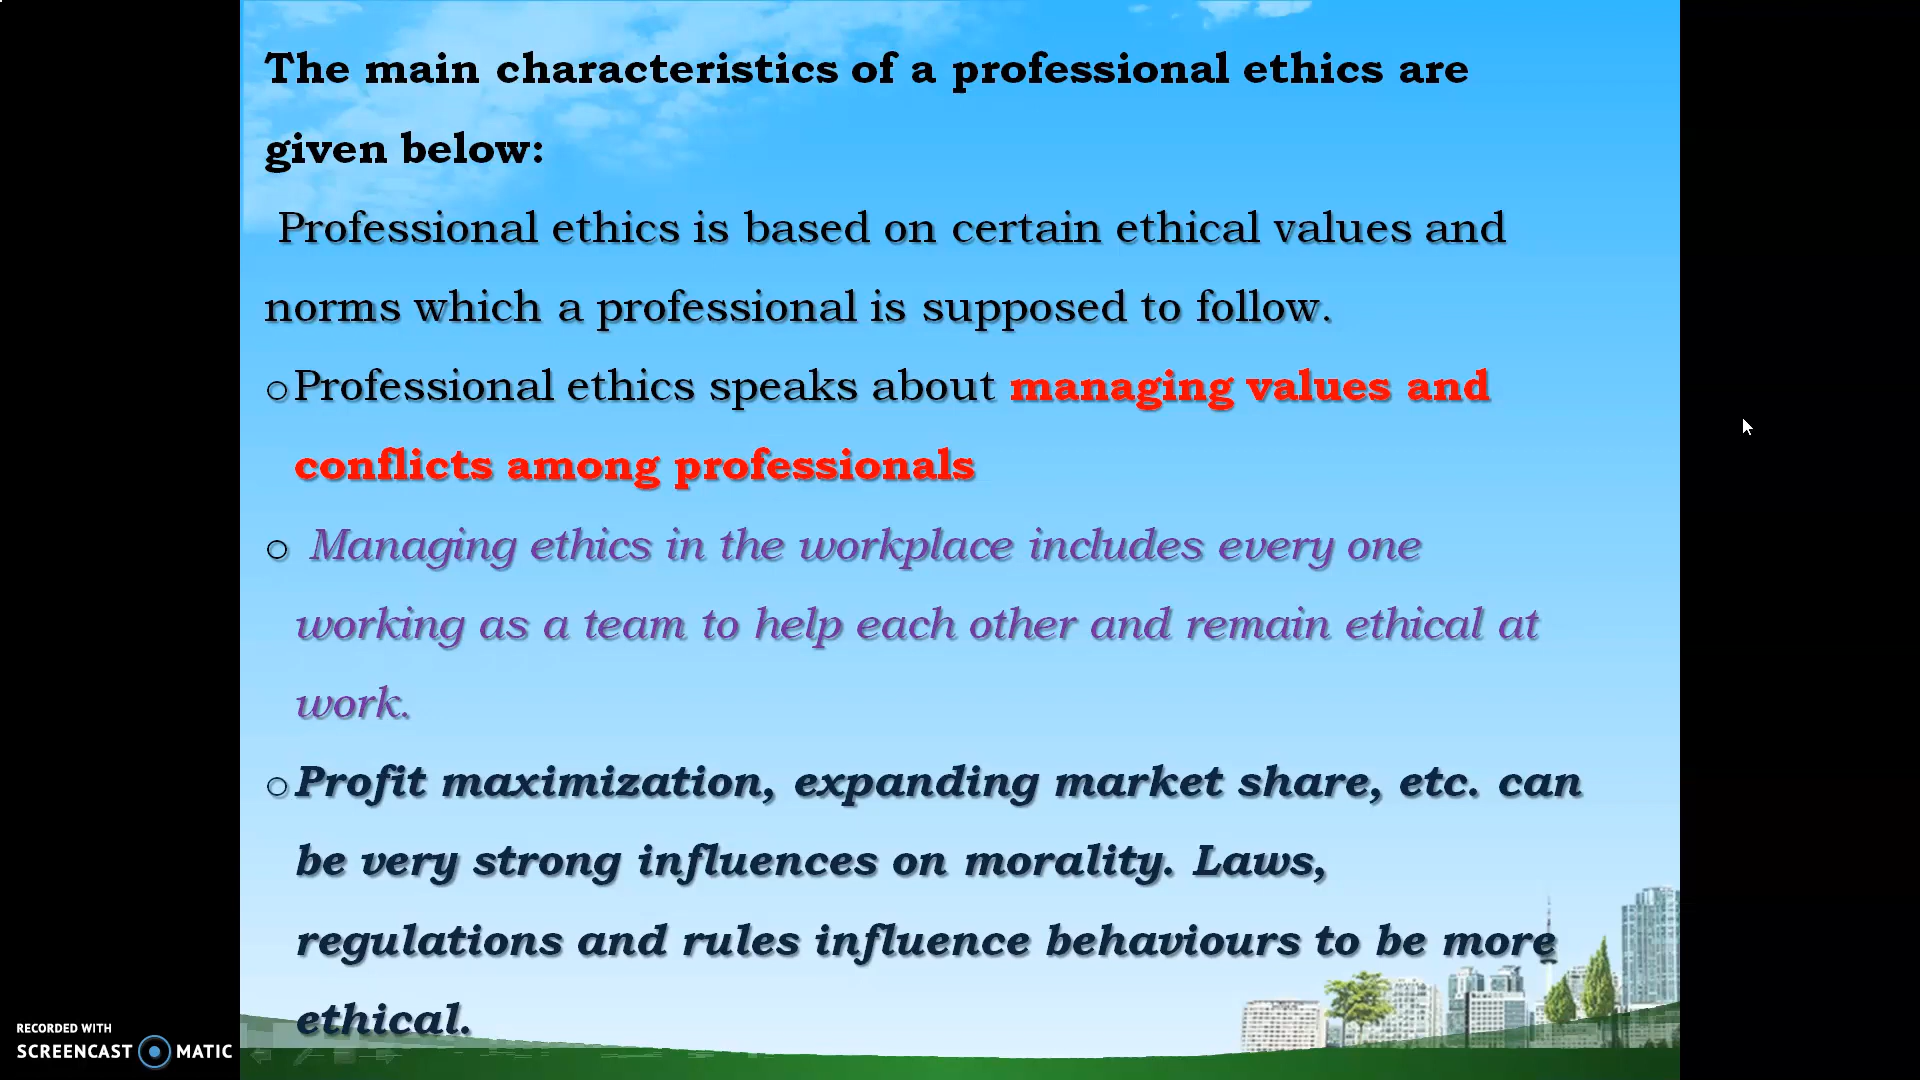 The main characteristics of a professional ethics are
given below:
Professional ethics is based on certain ethical values and
norms which a professional is supposed to follow.
oProfessional ethics speaks about managing values and
conflicts among professionals
o Managing ethics in the workplace includes every one
working as a team to help each other and remain ethical at
work.
oProfit maximization, expanding market share, etc. can
be very strong influences on morality. Laws,
regulations and rules influence behaviours to be more
ethical.
RECORDED WITH
SCREENCAST MATIC